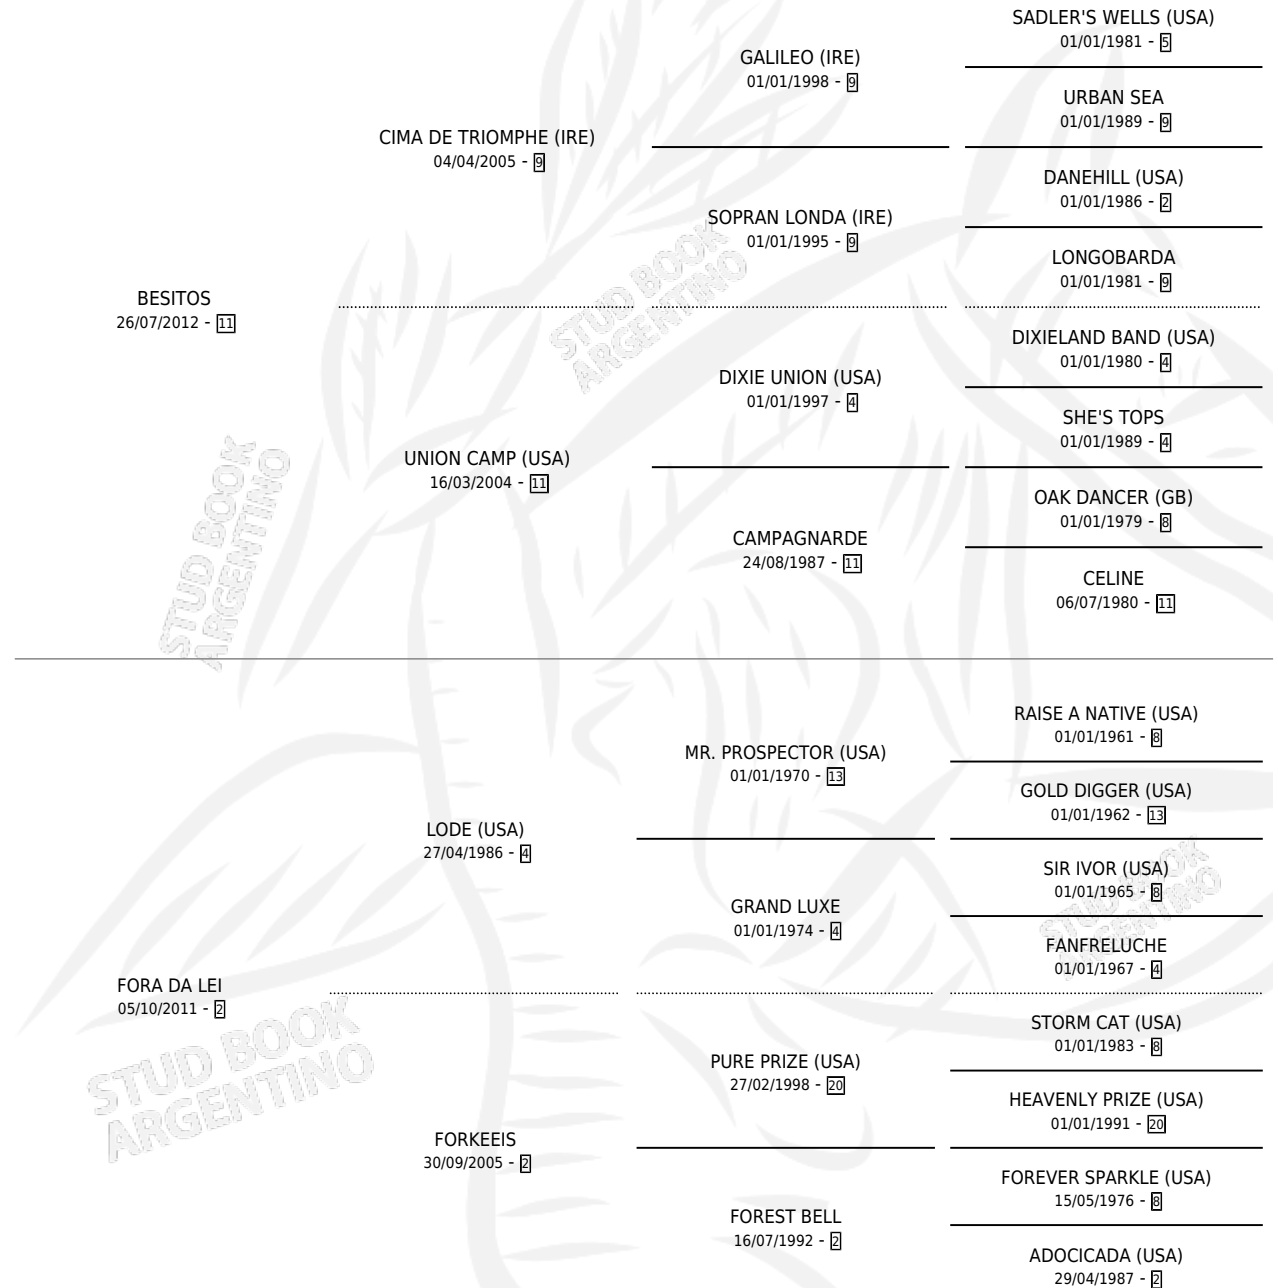 SADLER'S WELLS (USA)
01/01/1981 - 5
GALILEO (IRE)
01/01/1998 - 9
URBAN SEA
01/01/1989 - 9
CIMA DE TRIOMPHE (IRE)
04/04/2005 - 9
DANEHILL (USA)
01/01/1986 - 2
SOPRAN LONDA (IRE)
01/01/1995 - 9
LONGOBARDA
01/01/1981 - 9
BESITOS
26/07/2012 - 11
STUD BOOK
ARGENTINO
DIXIELAND BAND (USA)
01/01/1980 - 4
DIXIE UNION (USA)
01/01/1997 - 4
SHE'S TOPS
01/01/1989 - 4
UNION CAMP (USA)
16/03/2004 - 11
OAK DANCER (GB)
01/01/1979 - 8
CAMPAGNARDE
24/08/1987 - 11
CELINE
06/07/1980 - 11
STUD BOOK
ARGENTINO
RAISE A NATIVE (USA)
01/01/1961 - 8
MR. PROSPECTOR (USA)
01/01/1970 - 13
GOLD DIGGER (USA)
01/01/1962 - 13
LODE (USA)
27/04/1986 - 4
SIR IVOR (USA)
01/01/1965 - 8
STUD BOOK
ARGENTINO
GRAND LUXE
01/01/1974 - 4
FANFRELUCHE
01/01/1967 - 4
FORA DA LEI
05/10/2011 - 2
STUD BOOK
ARGENTINO
STORM CAT (USA)
01/01/1983 - 8
PURE PRIZE (USA)
27/02/1998 - 20
HEAVENLY PRIZE (USA)
01/01/1991 - 20
FORKEEIS
30/09/2005 - 2
FOREVER SPARKLE (USA)
15/05/1976 - 8
FOREST BELL
16/07/1992 - 2
ADOCICADA (USA)
29/04/1987 - 2